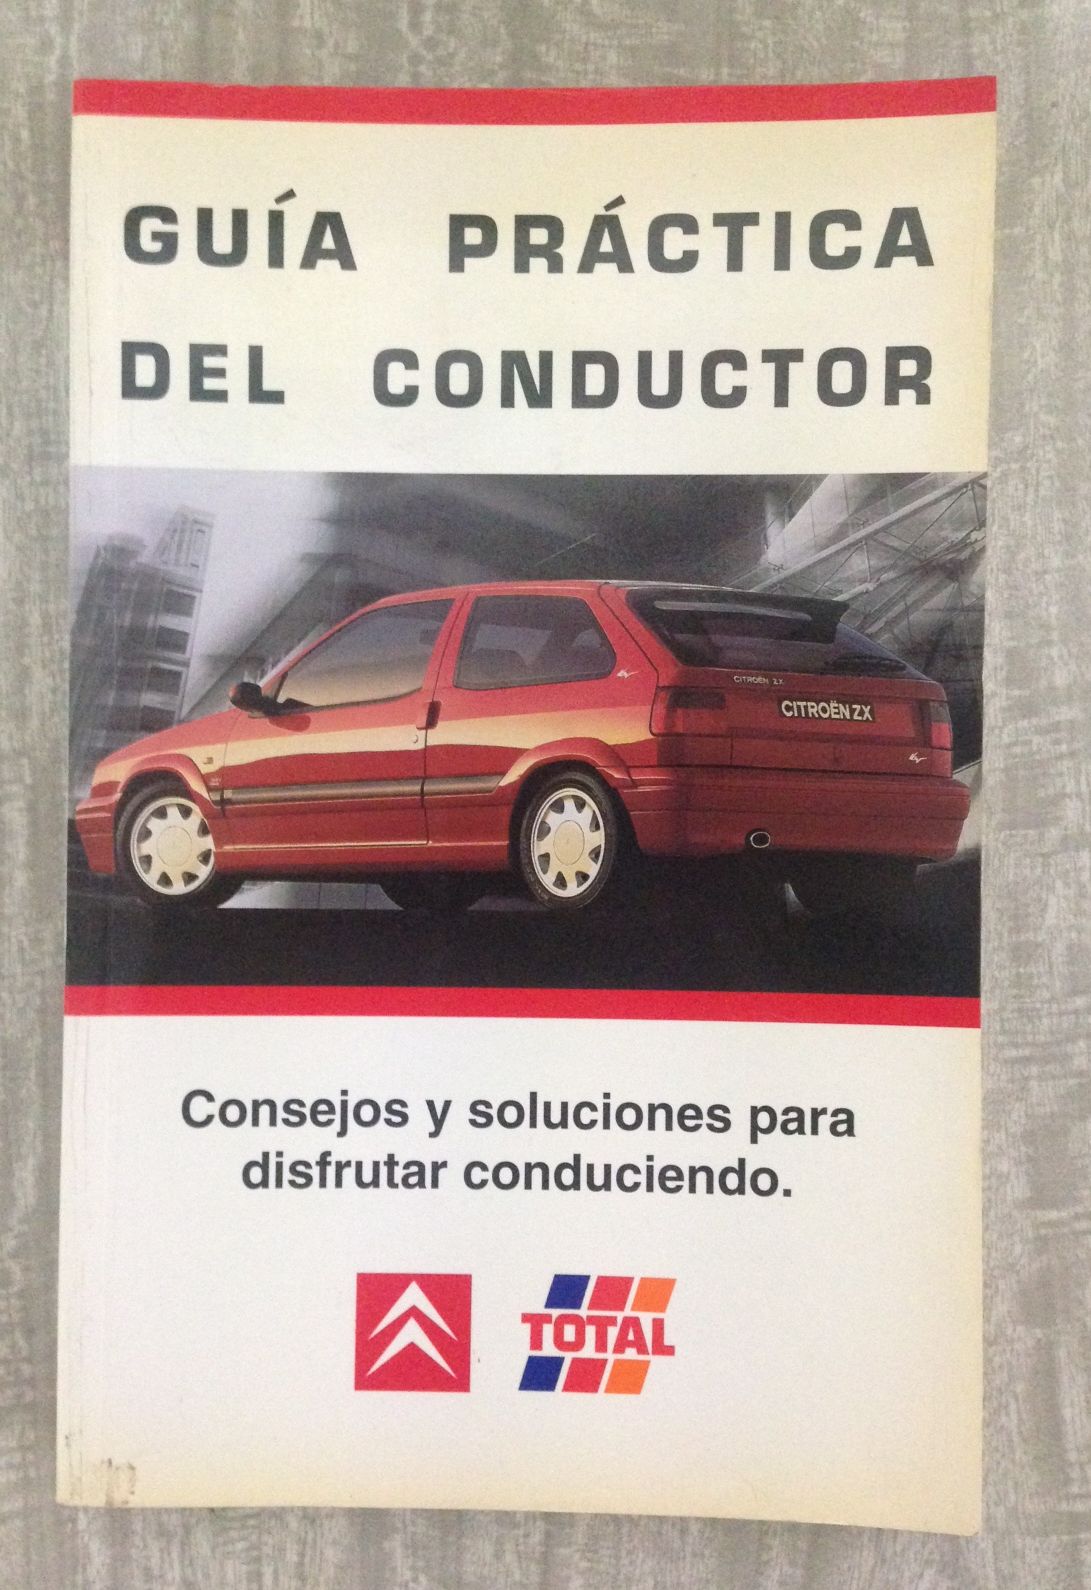 GUÍA PRÁCTICA
DEL CONDUCTOR
CITROËN ZX
CITROËN ZX
Consejos y soluciones para
disfrutar conduciendo.
TOTAL